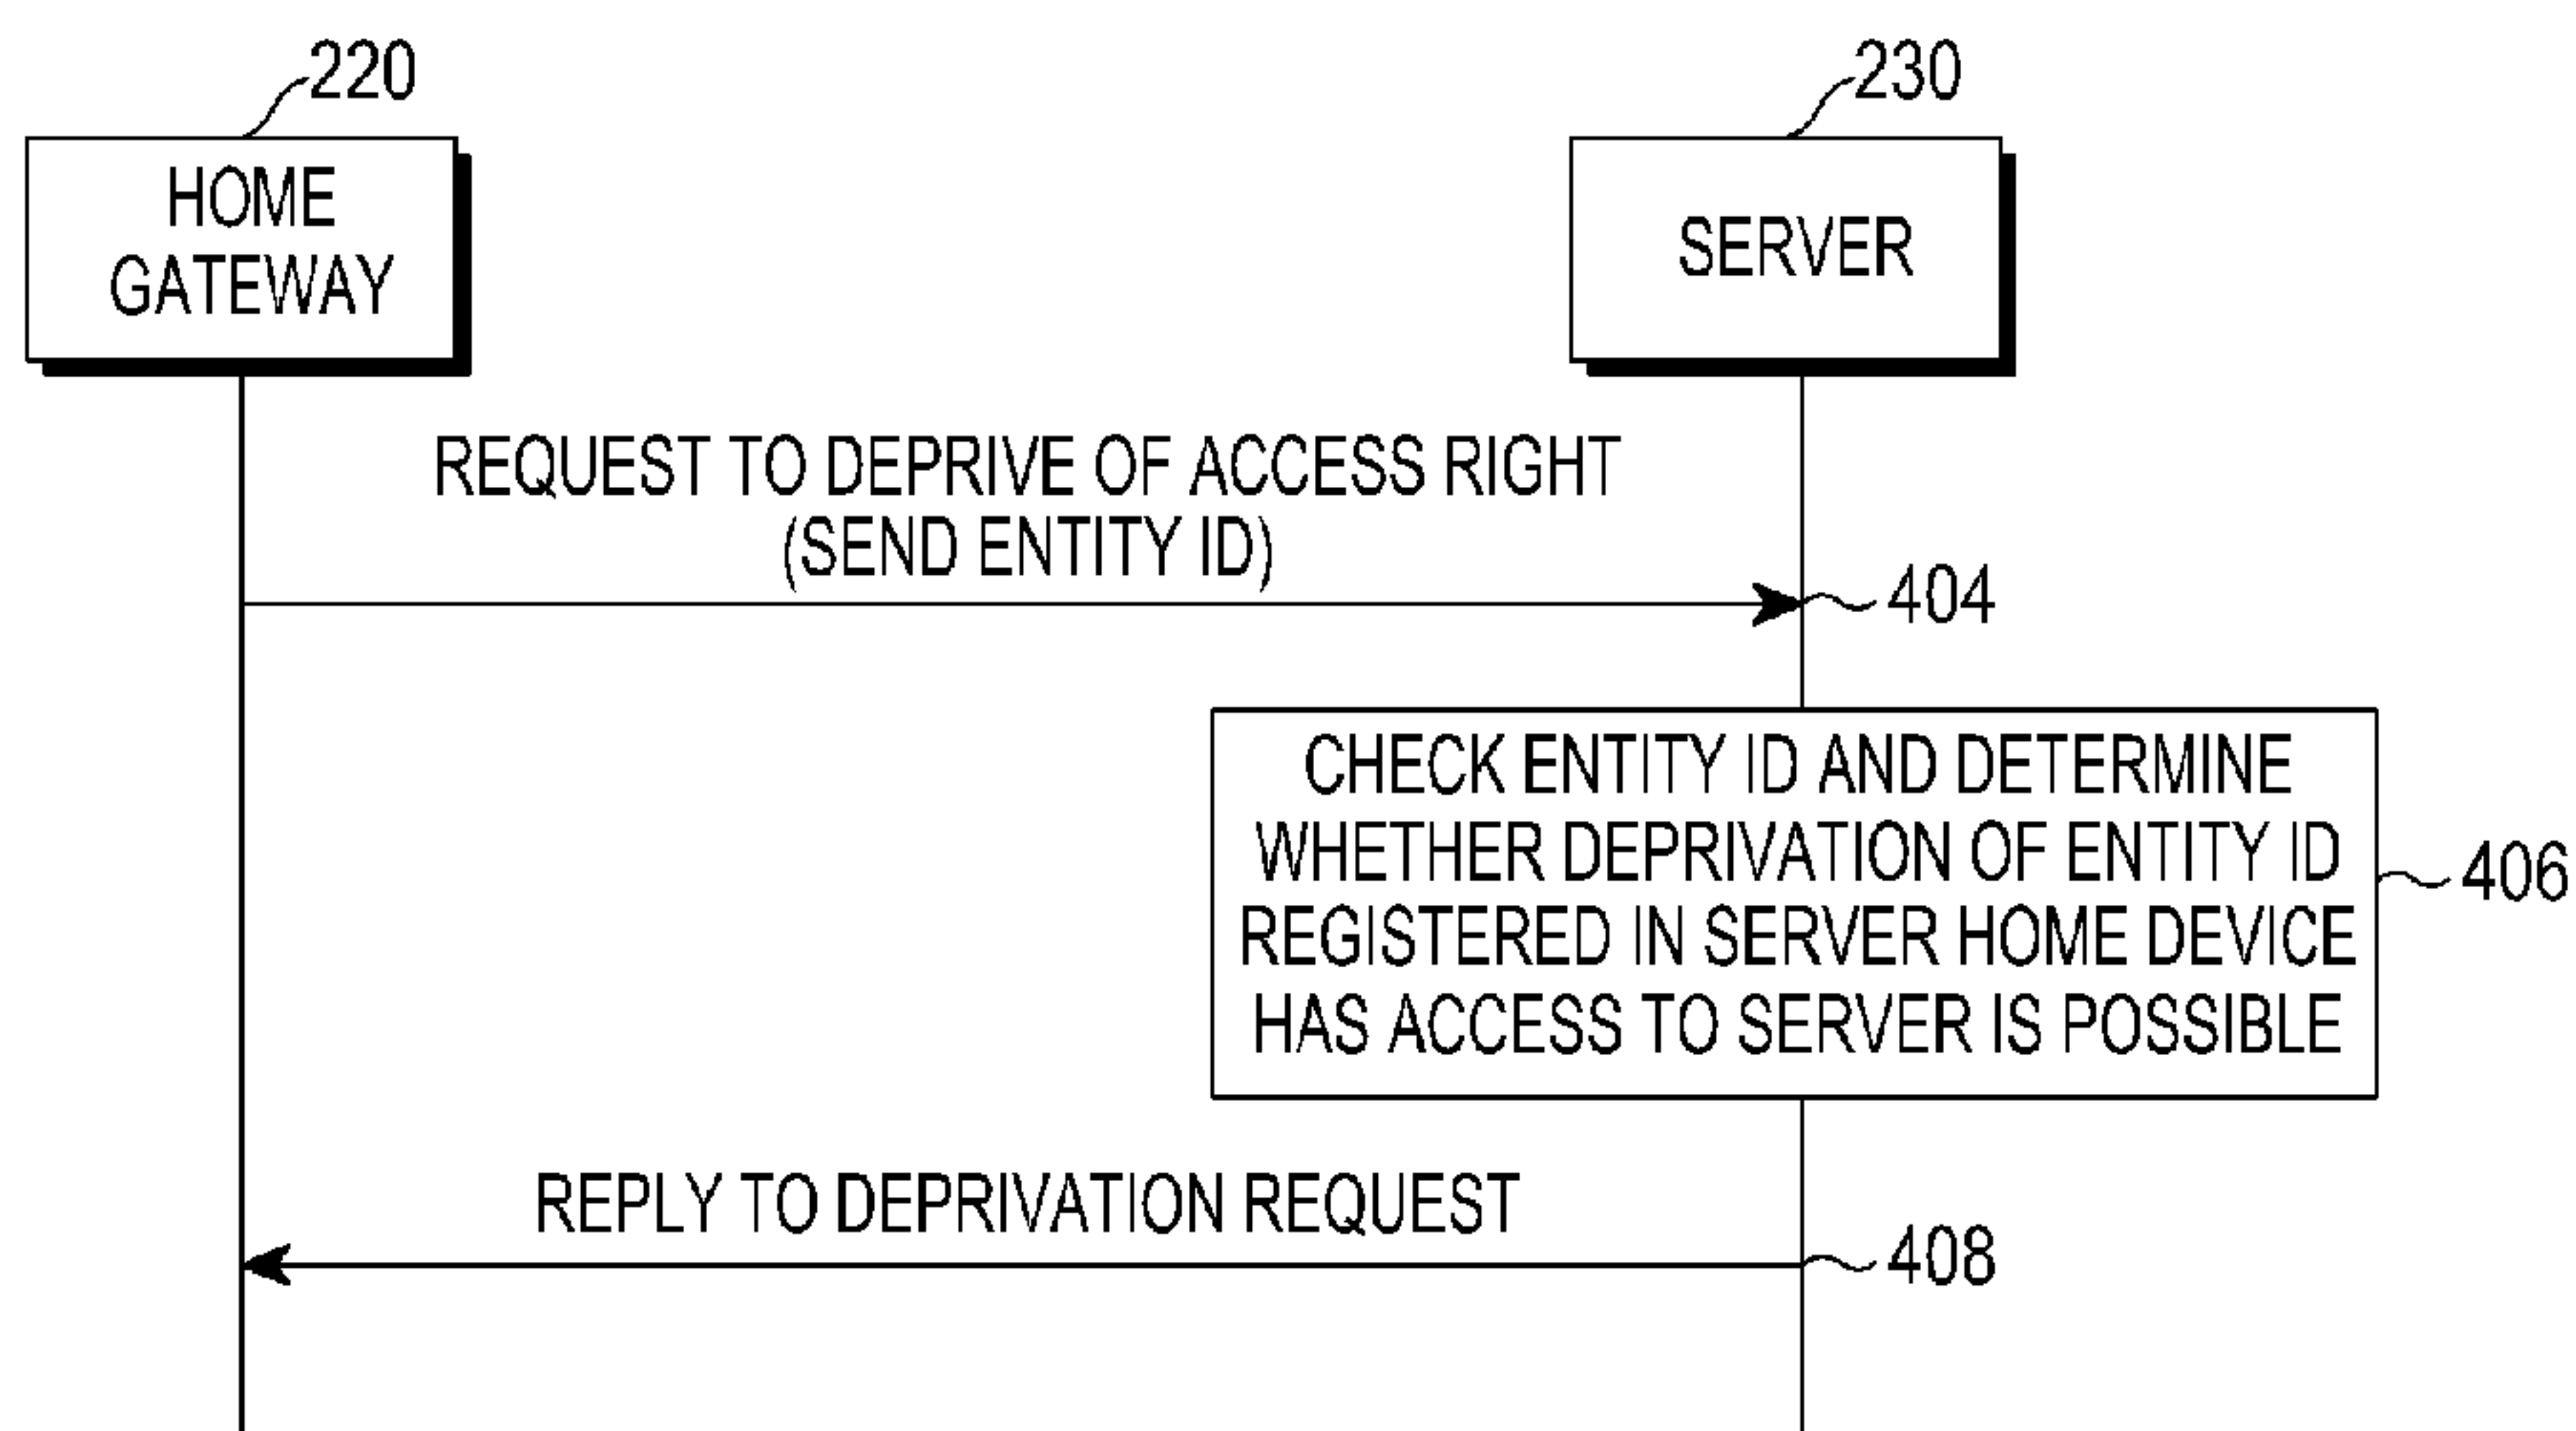 220
230
HOME
GATEWAY
SERVER
REQUEST TO DEPRIVE OF ACCESS RIGHT
(SEND ENTITY ID)
404
CHECK ENTITY ID AND DETERMINE
WHETHER DEPRIVATION OF ENTITY ID
REGISTERED IN SERVER HOME DEVICE
HAS ACCESS TO SERVER IS POSSIBLE
406
REPLY TO DEPRIVATION REQUEST
408